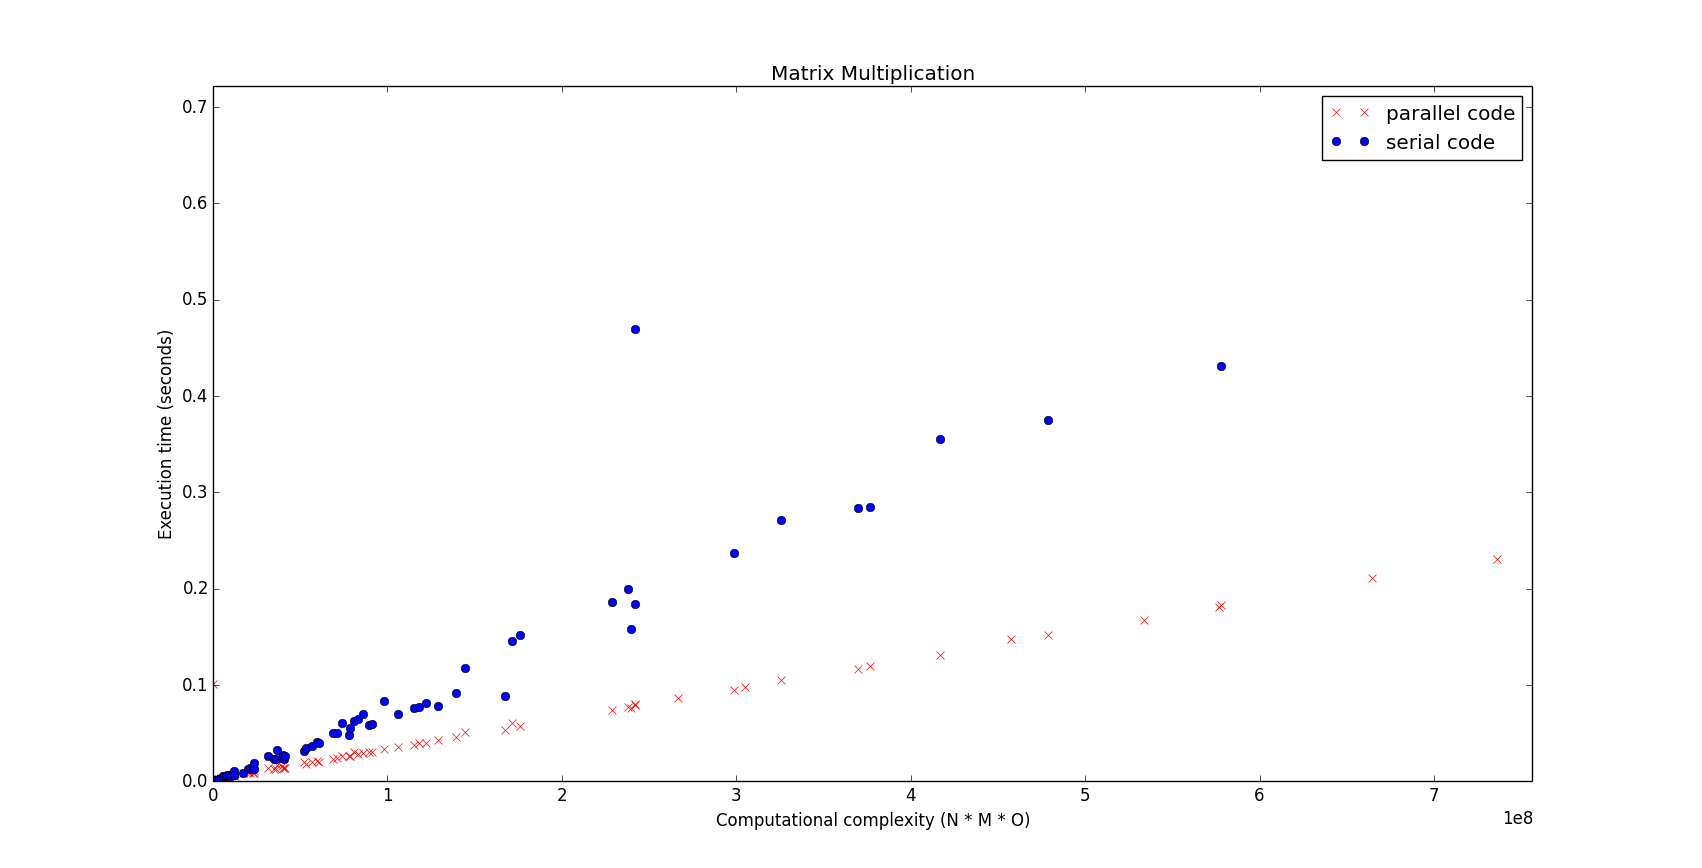 Matrix Multiplication
parallel code
serial code
0.7
0.6
0.5
0.4
0.3
0.2
0.1
0.0
Execution time (seconds)
0 1 2 3 4 5 6 7
1e8
Computational complexity (N * M * O)